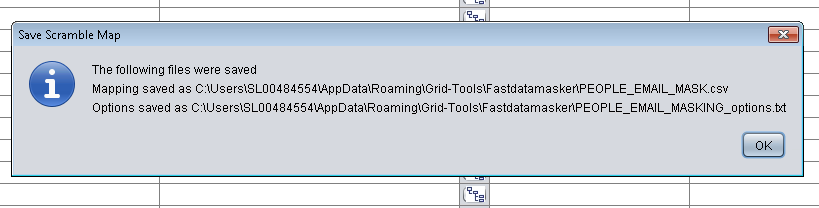 Save Scramble Map
The following files were saved
Mapping saved as C:\Users\SL00484554\AppData\Roaming\Grid-Tools\Fastdatamasker\PEOPLE_EMAIL_MASK.csv
Options saved as C:\Users\SL00484554\AppData\Roaming\Grid-Tools\Fastdatamasker\PEOPLE_EMAIL_MASKING_options.txt
OK